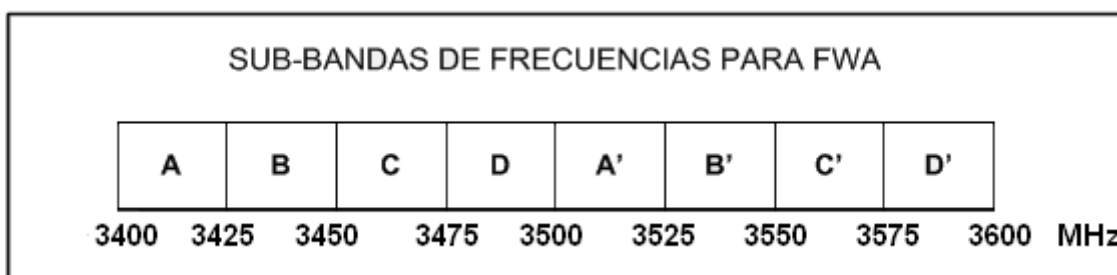 SUB-BANDAS DE FRECUENCIAS PARA FWA
A B C D A’ B’ C’ D’
3400 3425 3450 3475 3500 3525 3550 3575 3600 MHz